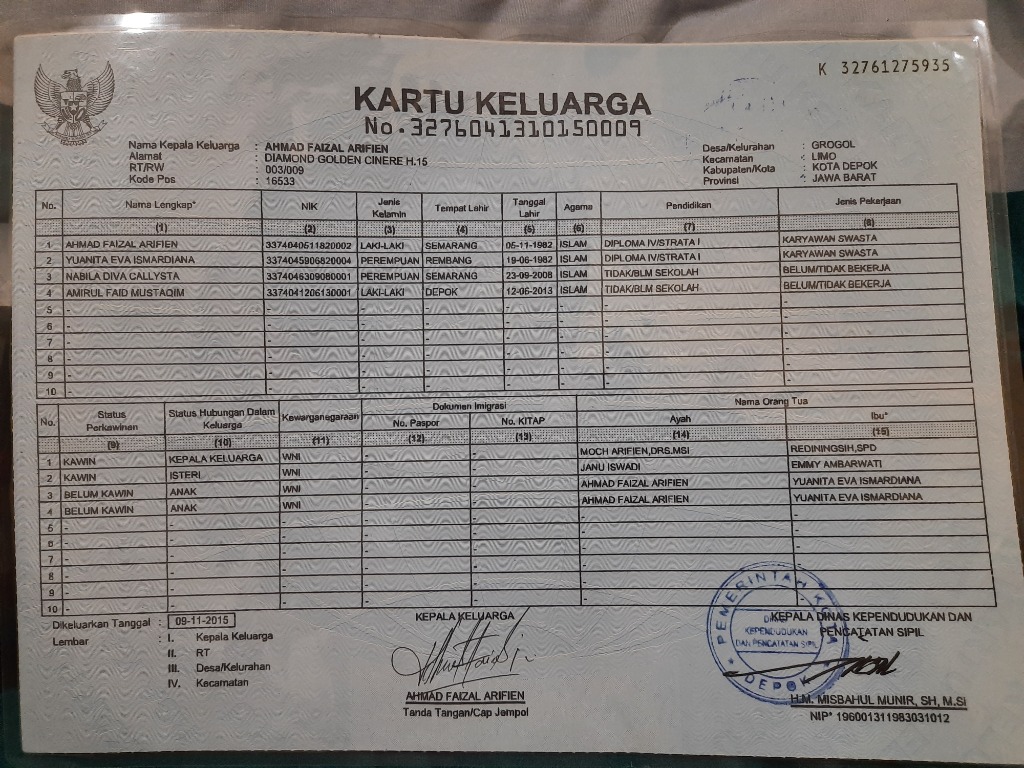 K 32761275935
KARTU KELUARGA
No.3276041310150009
Nama Kepala Keluarga : AHMAD FAIZAL ARIFIEN
Alamat : DIAMOND GOLDEN CINERE H.15
RT/RW : 003/009
Kode Pos : 16533
Desa/Kelurahan : GROGOL
Kecamatan : LIMO
Kabupaten/Kota : KOTA DEPOK
Provinsi : JAWA BARAT
No. Nama Lengkap* NIK Jenis Kelamin Tempat Lahir Tanggal Lahir Agama Pendidikan Jenis Pekerjaan
(1) (2) (3) (4) (5) (6) (7) (8)
1 AHMAD FAIZAL ARIFIEN 3374040511820002 LAKI-LAKI SEMARANG 05-11-1982 ISLAM DIPLOMA IV/STRATA I KARYAWAN SWASTA
2 YUANITA EVA ISMARDIANA 3374045906820004 PEREMPUAN REMBANG 19-06-1982 ISLAM DIPLOMA IV/STRATA I KARYAWAN SWASTA
3 NABILA DIVA CALLYSTA 3374046309080001 PEREMPUAN SEMARANG 23-09-2008 ISLAM TIDAK/BLM SEKOLAH BELUM/TIDAK BEKERJA
4 AMIRUL FAID MUSTAQIM 3374041206130001 LAKI-LAKI DEPOK 12-06-2013 ISLAM TIDAK/BLM SEKOLAH BELUM/TIDAK BEKERJA
5 - - - - - - - -
6 - - - - - - - -
7 - - - - - - - -
8 - - - - - - - -
9 - - - - - - - -
10 - - - - - - - -
No. Status Perkawinan Status Hubungan Dalam Keluarga Kewarganegaraan Dokumen Imigrasi Nama Orang Tua
No. Paspor No. KITAP Ayah Ibu*
(9) (10) (11) (12) (13) (14) (15)
1 KAWIN KEPALA KELUARGA WNI - - MOCH ARIFIEN,DRS.MSI REDININGSIH,SPD
2 KAWIN ISTERI WNI - - JANU ISWADI EMMY AMBARWATI
3 BELUM KAWIN ANAK WNI - - AHMAD FAIZAL ARIFIEN YUANITA EVA ISMARDIANA
4 BELUM KAWIN ANAK WNI - - AHMAD FAIZAL ARIFIEN YUANITA EVA ISMARDIANA
5 - - - - - - -
6 - - - - - - -
7 - - - - - - -
8 - - - - - - -
9 - - - - - - -
10 - - - - - - -
Dikeluarkan Tanggal : 09-11-2015
Lembar : I. Kepala Keluarga
II. RT
III. Desa/Kelurahan
IV. Kecamatan
KEPALA KELUARGA
AHMAD FAIZAL ARIFIEN
Tanda Tangan/Cap Jempol
KEPALA DINAS KEPENDUDUKAN DAN
PENCATATAN SIPIL
PEMERINTAH KOTA
DINAS
KEPENDUDUKAN
DAN PENCATATAN SIPIL
DEPOK
H.M. MISBAHUL MUNIR, SH, M.Si
NIP* 196001311983031012